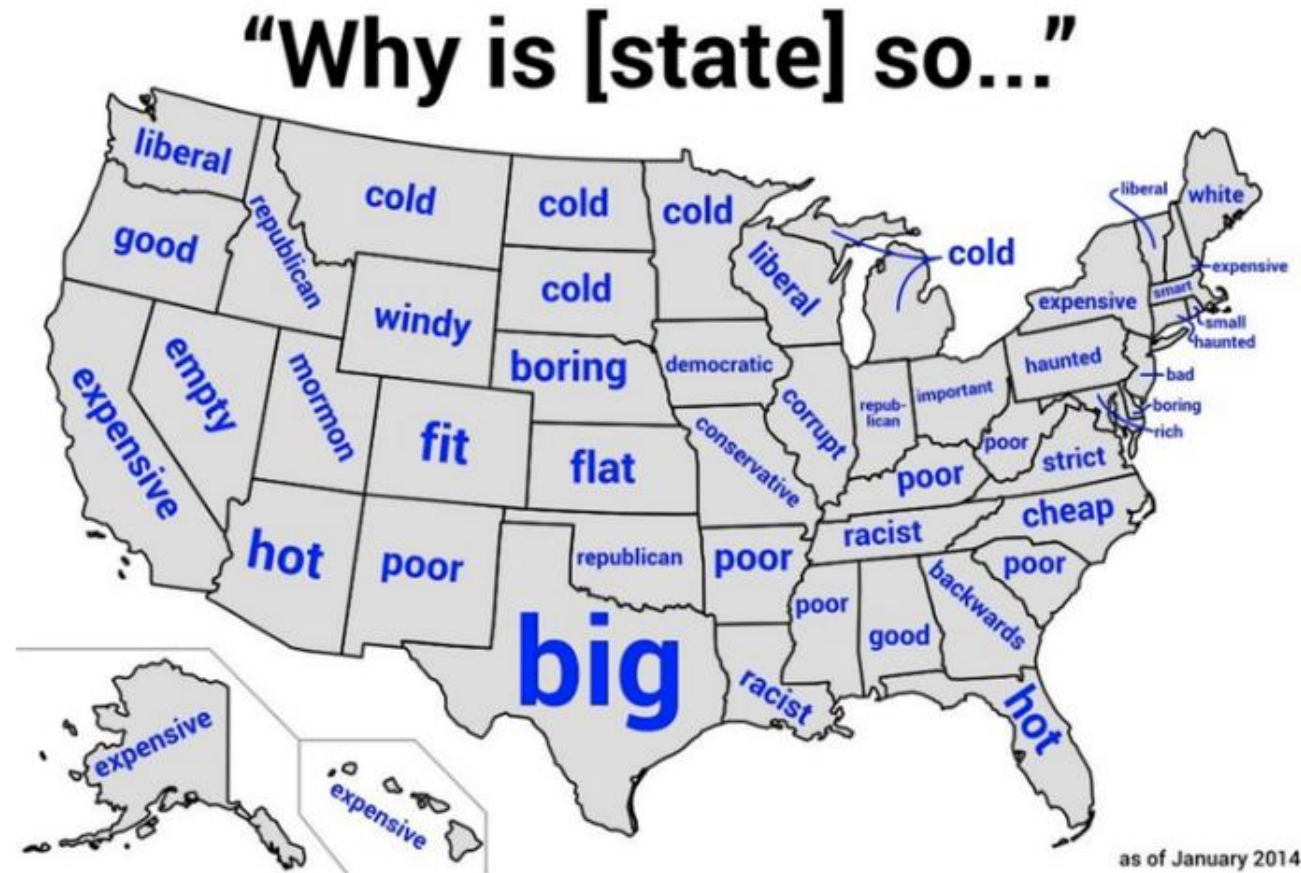 “Why is [state] so...”
liberal
cold
cold
cold
liberal
white
good
republican
cold
liberal
cold
expensive
windy
expensive
smart
small
haunted
expensive
empty
mormon
boring
democratic
corrupt
repub-
lican
important
haunted
bad
boring
rich
fit
flat
conservative
poor
poor
strict
hot
poor
republican
poor
racist
cheap
poor
big
racist
poor
good
backwards
hot
expensive
expensive
as of January 2014